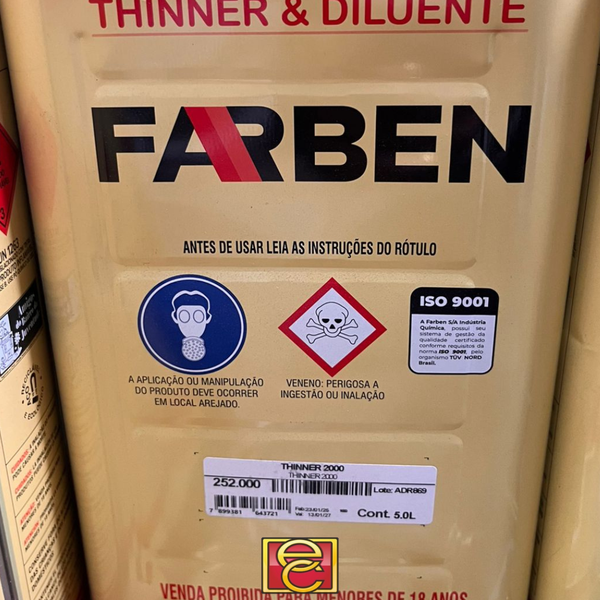 THINNER & DILUENTE
FARBEN
ANTES DE USAR LEIA AS INSTRUÇÕES DO RÓTULO
ISO 9001
A Farben S/A Indústria
Química, possui seu
sistema de gestão da
qualidade certificado
conforme requisitos da
norma ISO 9001, pelo
organismo TÜV NORD
Brasil.
A APLICAÇÃO OU MANIPULAÇÃO
DO PRODUTO DEVE OCORRER
EM LOCAL AREJADO.
VENENO: PERIGOSA A
INGESTÃO OU INALAÇÃO
THINNER 2000
THINNER 2000
252.000
Lote: ADR869
7 899381 643721
Cont. 5.0L
VENDA PROIBIDA PARA MENORES DE 18 ANOS